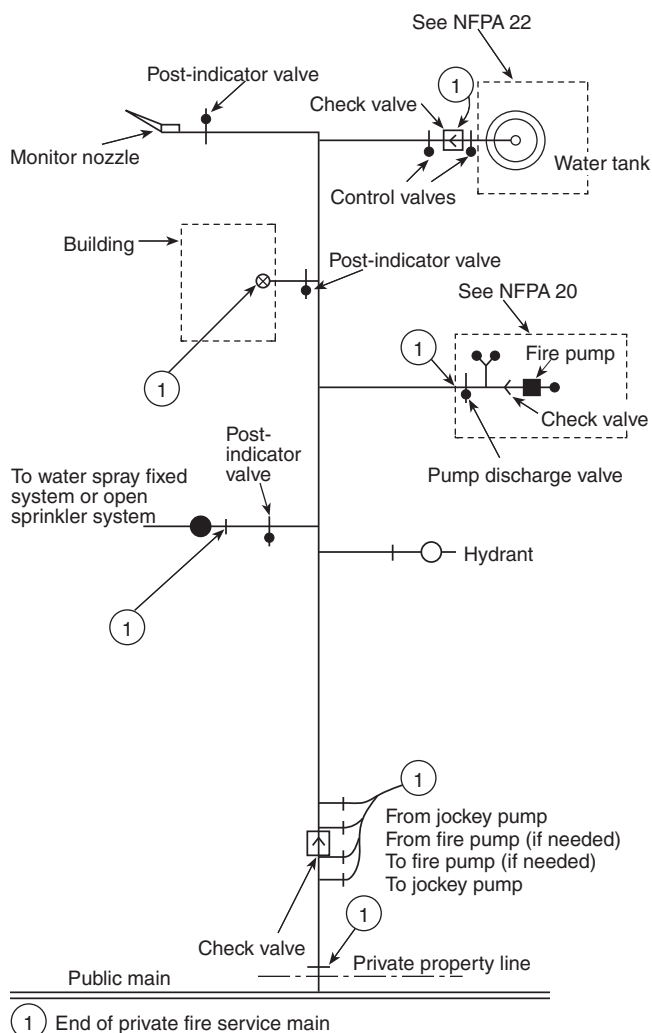 See NFPA 22
Post-indicator valve
1
Check valve
Monitor nozzle
Water tank
Control valves
Building
Post-indicator valve
See NFPA 20
1
Fire pump
1
Check valve
Post-
indicator
valve
Pump discharge valve
To water spray fixed
system or open
sprinkler system
Hydrant
1
1
From jockey pump
From fire pump (if needed)
To fire pump (if needed)
To jockey pump
1
Check valve
Private property line
Public main
1 End of private fire service main